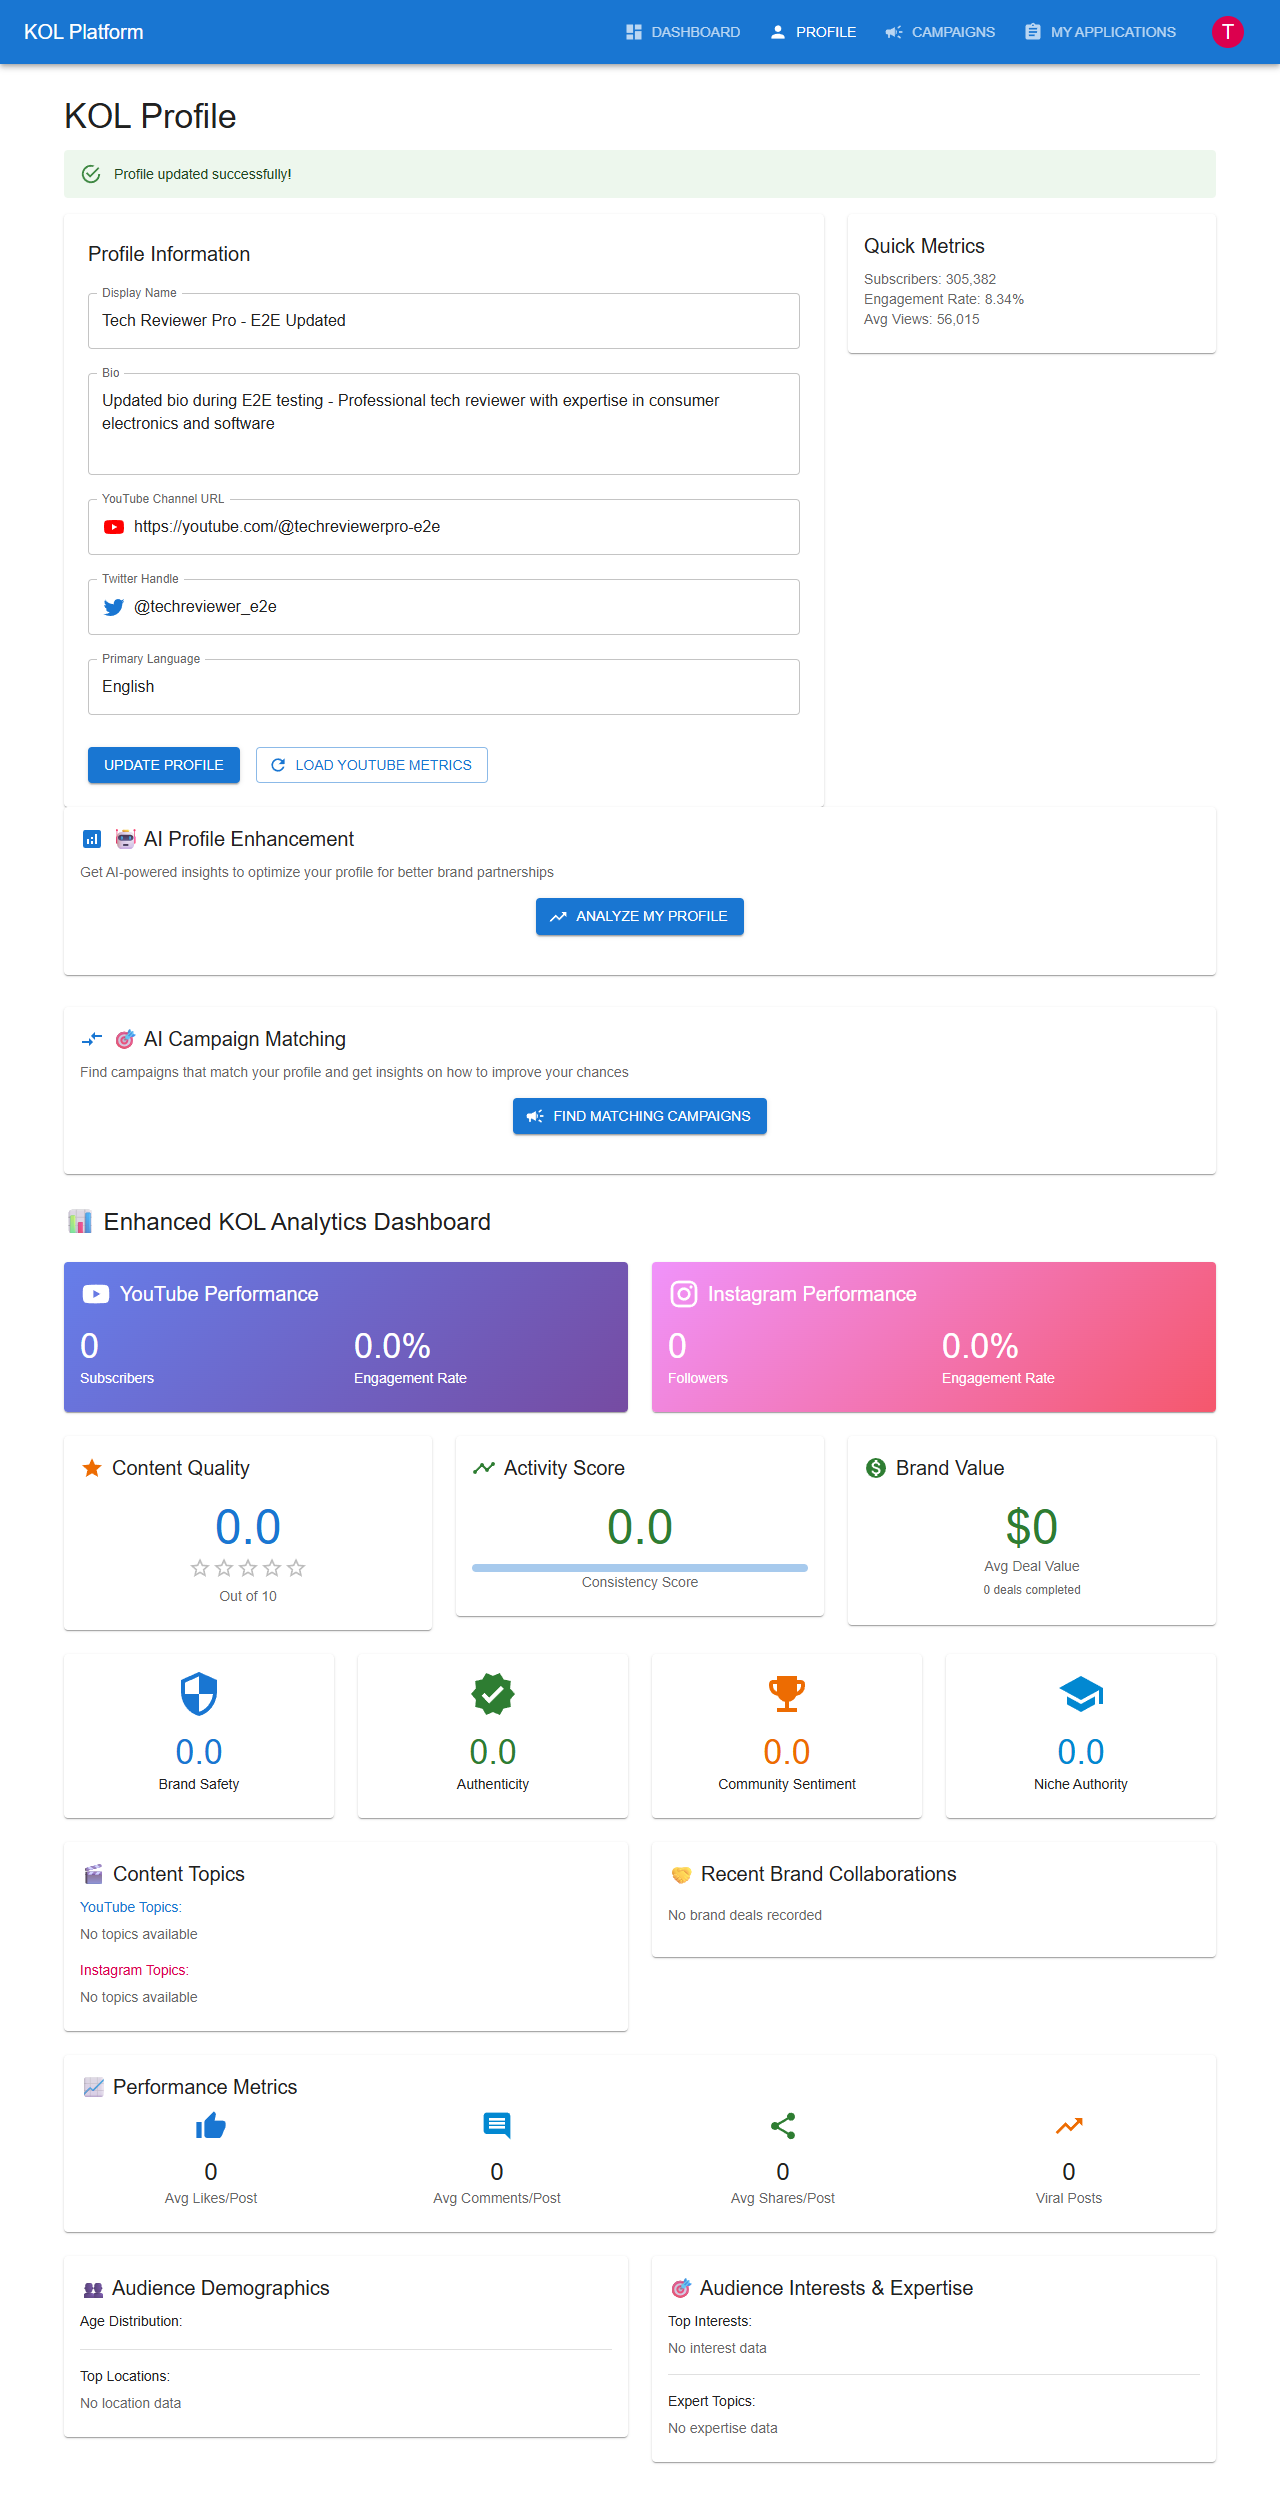 KOL Platform
DASHBOARD
PROFILE
CAMPAIGNS
MY APPLICATIONS
T
KOL Profile
Profile updated successfully!
Profile Information
Display Name
Tech Reviewer Pro - E2E Updated
Bio
Updated bio during E2E testing - Professional tech reviewer with expertise in consumer
electronics and software
YouTube Channel URL
https://youtube.com/@techreviewerpro-e2e
Twitter Handle
@techreviewer_e2e
Primary Language
English
UPDATE PROFILE
LOAD YOUTUBE METRICS
Quick Metrics
Subscribers: 305,382
Engagement Rate: 8.34%
Avg Views: 56,015
AI Profile Enhancement
Get AI-powered insights to optimize your profile for better brand partnerships
ANALYZE MY PROFILE
AI Campaign Matching
Find campaigns that match your profile and get insights on how to improve your chances
FIND MATCHING CAMPAIGNS
Enhanced KOL Analytics Dashboard
YouTube Performance
0
Subscribers
0.0%
Engagement Rate
Instagram Performance
0
Followers
0.0%
Engagement Rate
Content Quality
0.0
Out of 10
Activity Score
0.0
Consistency Score
Brand Value
$0
Avg Deal Value
0 deals completed
0.0
Brand Safety
0.0
Authenticity
0.0
Community Sentiment
0.0
Niche Authority
Content Topics
YouTube Topics:
No topics available
Instagram Topics:
No topics available
Recent Brand Collaborations
No brand deals recorded
Performance Metrics
0
Avg Likes/Post
0
Avg Comments/Post
0
Avg Shares/Post
0
Viral Posts
Audience Demographics
Age Distribution:
Top Locations:
No location data
Audience Interests & Expertise
Top Interests:
No interest data
Expert Topics:
No expertise data